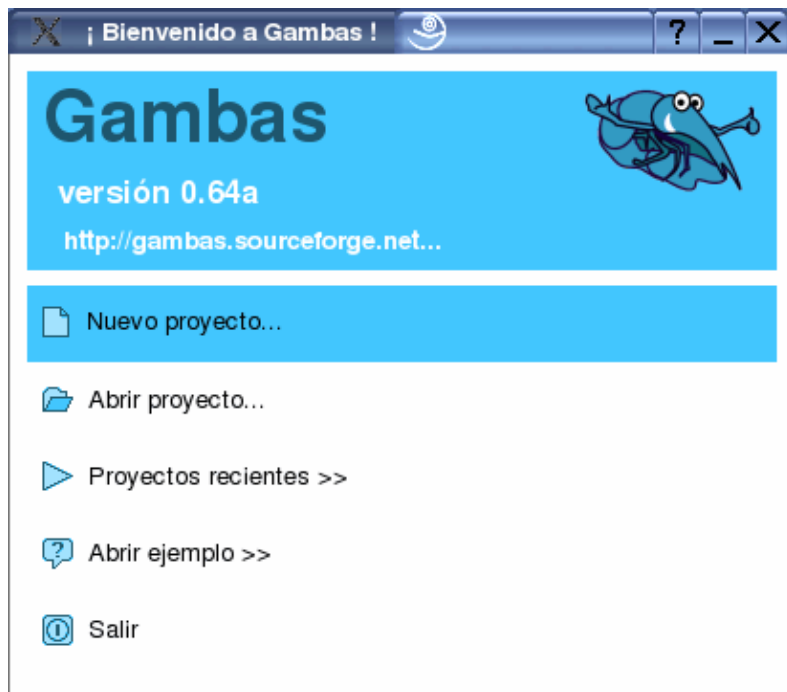 ¡ Bienvenido a Gambas !
Gambas
versión 0.64a
http://gambas.sourceforge.net...
Nuevo proyecto...
Abrir proyecto...
Proyectos recientes >>
Abrir ejemplo >>
Salir